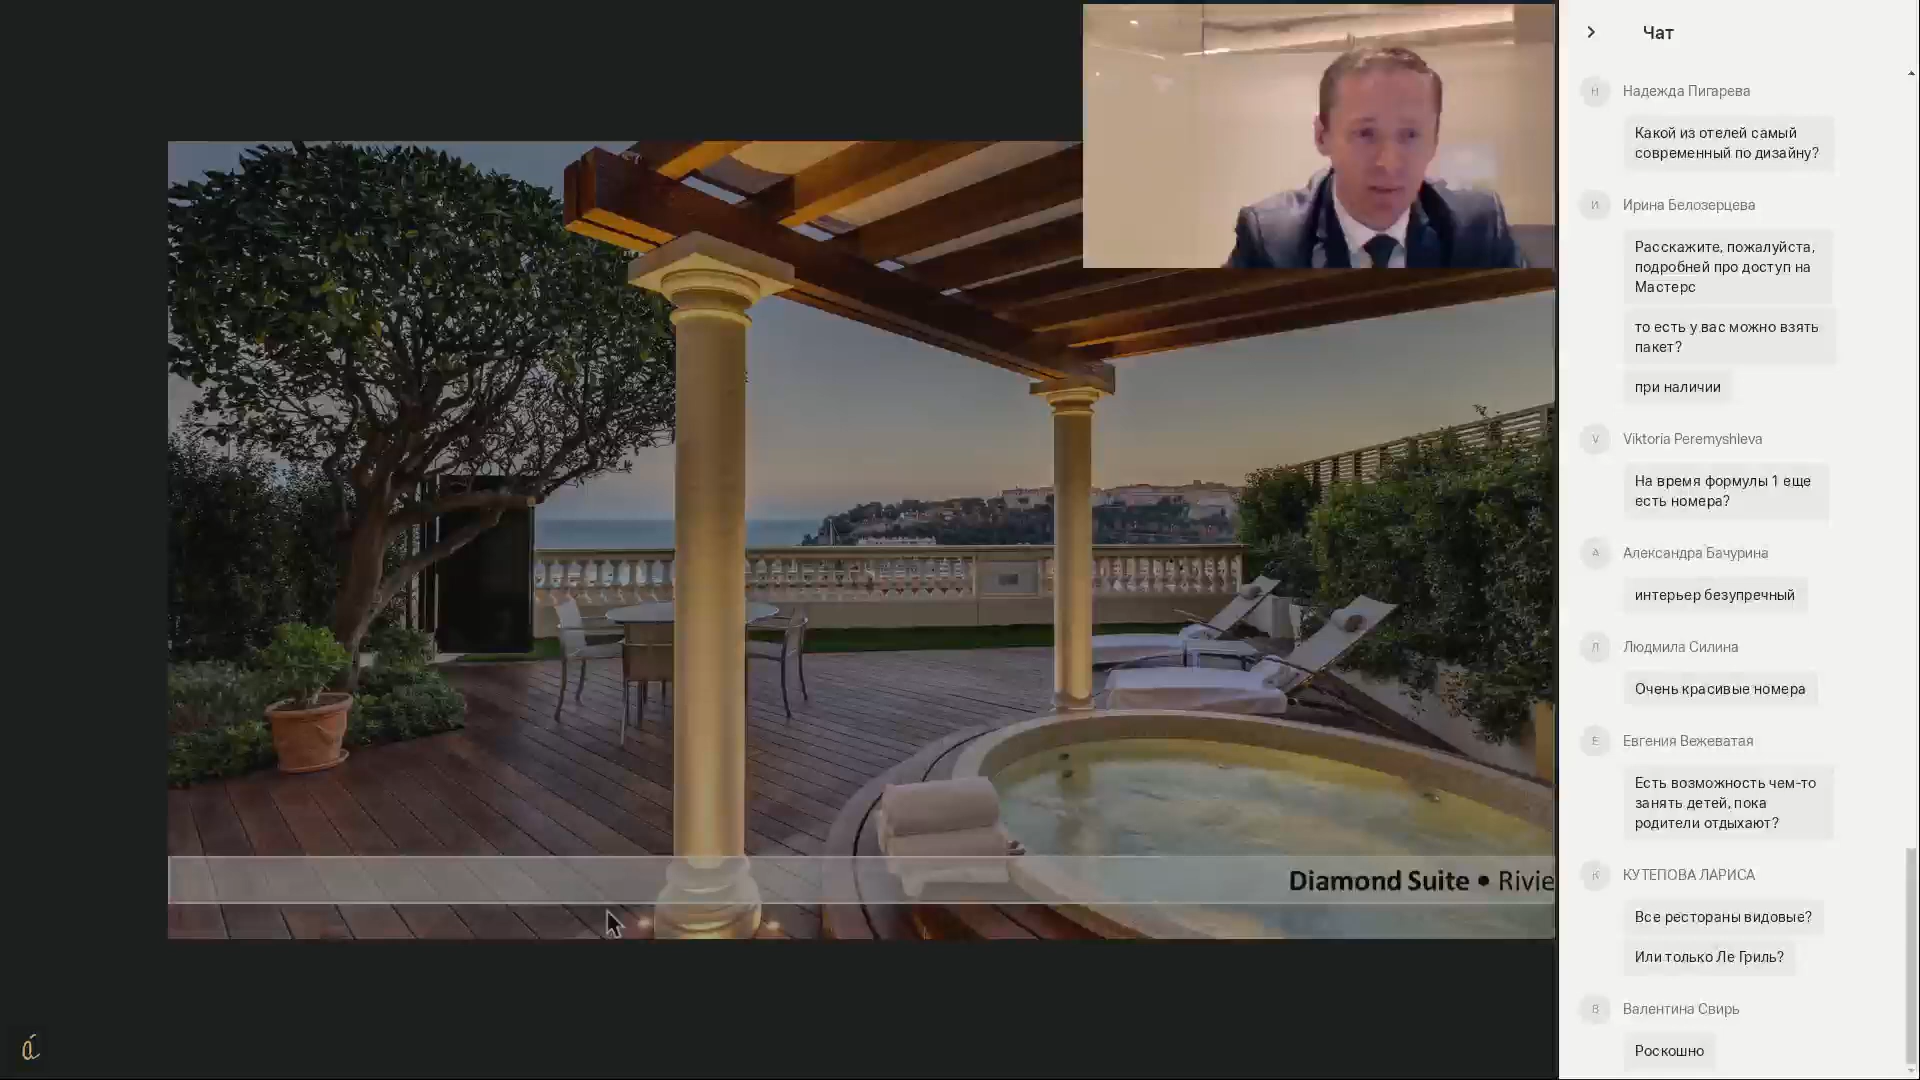 Diamond Suite • Rivie
á
Чат
Н
Надежда Пигарева
Какой из отелей самый
современный по дизайну?
И
Ирина Белозерцева
Расскажите, пожалуйста,
подробней про доступ на
Мастерс
то есть у вас можно взять
пакет?
при наличии
V
Viktoria Peremyshleva
На время формулы 1 еще
есть номера?
А
Александра Бачурина
интерьер безупречный
Л
Людмила Силина
Очень красивые номера
Е
Евгения Вежеватая
Есть возможность чем-то
занять детей, пока
родители отдыхают?
К
КУТЕПОВА ЛАРИСА
Все рестораны видовые?
Или только Ле Гриль?
В
Валентина Свирь
Роскошно